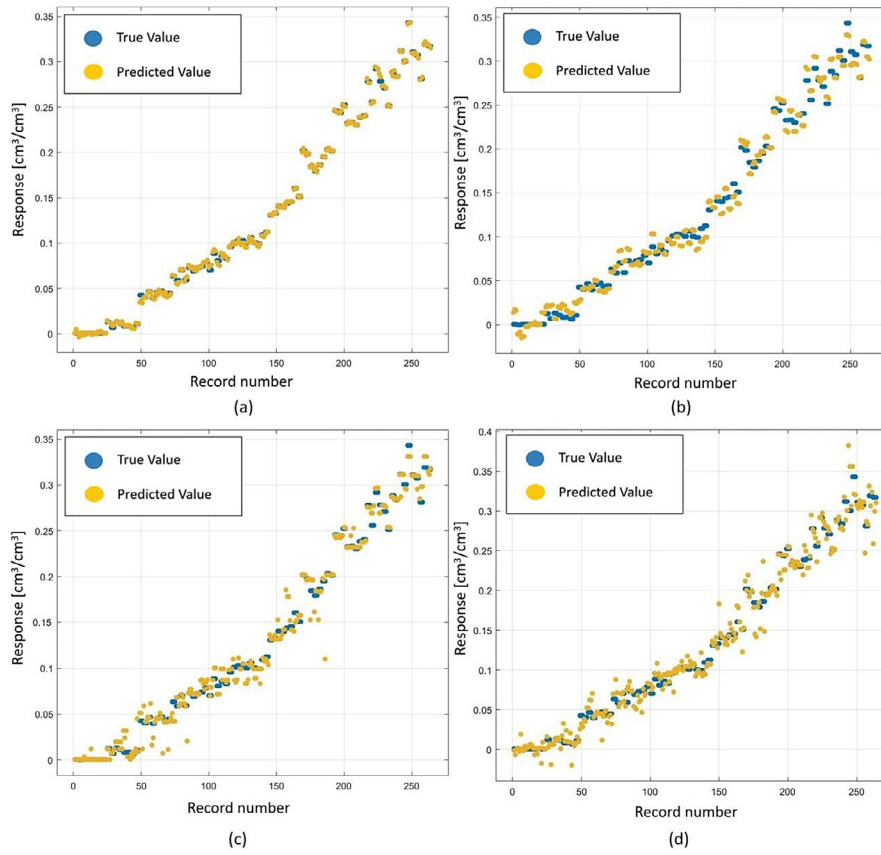 True Value
Predicted Value
Response [cm³/cm³]
0.35
0.3
0.25
0.2
0.15
0.1
0.05
0
0 50 100 150 200 250
Record number
(a)
True Value
Predicted Value
Response [cm³/cm³]
0.35
0.3
0.25
0.2
0.15
0.1
0.05
0
0 50 100 150 200 250
Record number
(b)
True Value
Predicted Value
Response [cm³/cm³]
0.35
0.3
0.25
0.2
0.15
0.1
0.05
0
0 50 100 150 200 250
Record number
(c)
True Value
Predicted Value
Response [cm³/cm³]
0.4
0.35
0.3
0.25
0.2
0.15
0.1
0.05
0
0 50 100 150 200 250
Record number
(d)